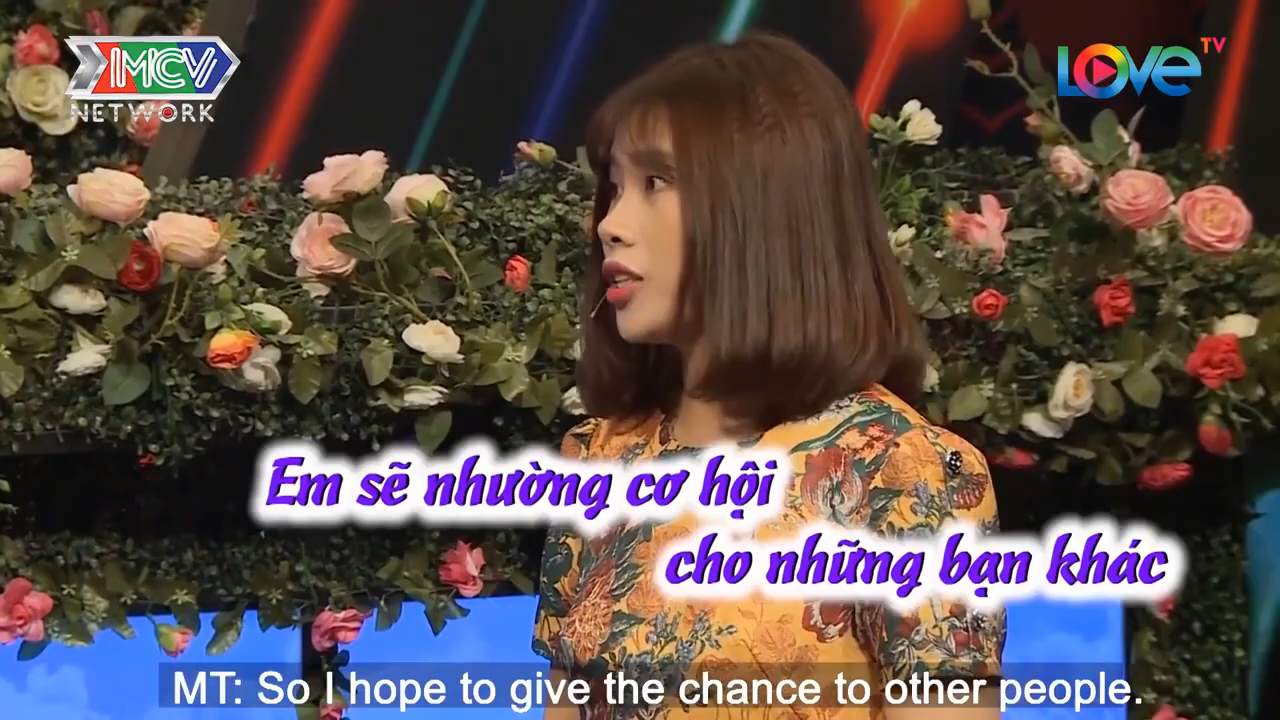 MCV
NETWORK
LOVE TV
Em sẽ nhường cơ hội
cho những bạn khác
MT: So I hope to give the chance to other people.